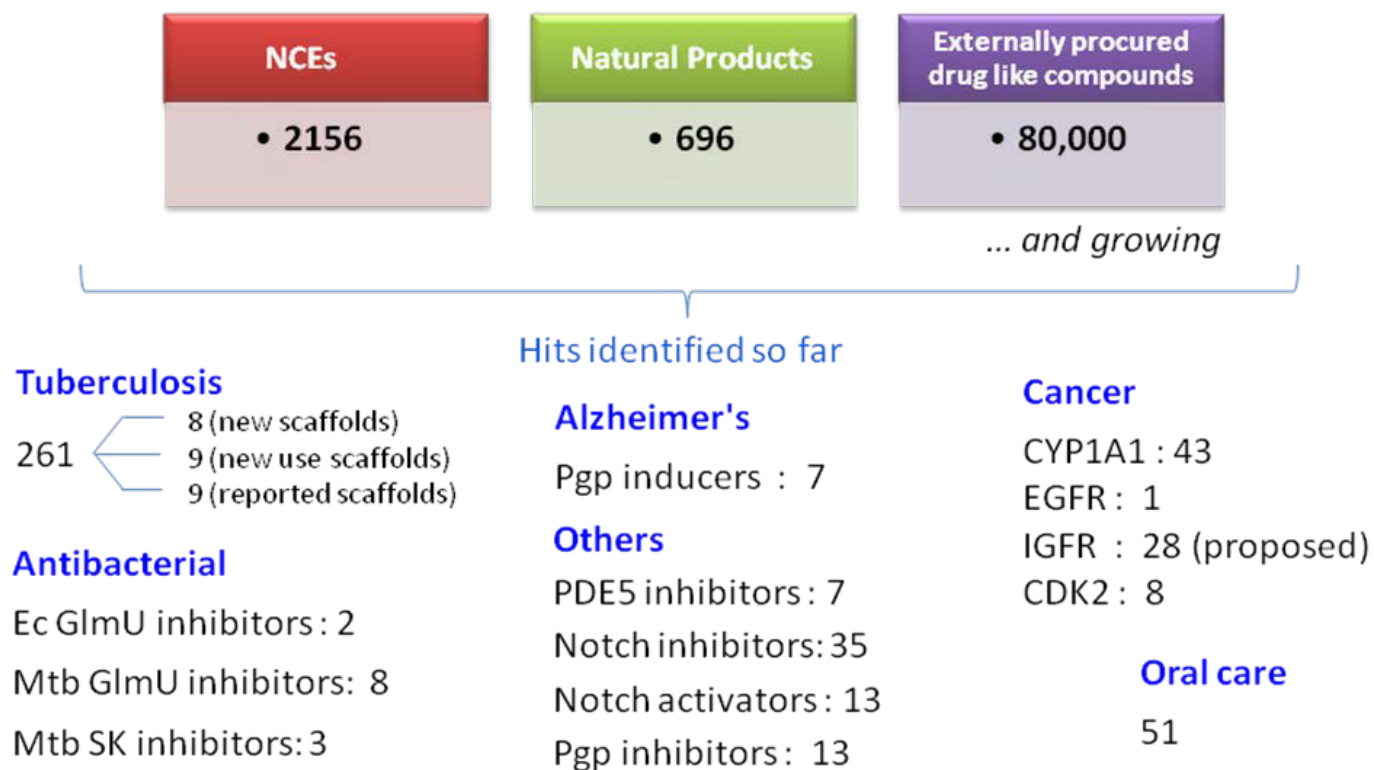 NCEs
• 2156
Natural Products
• 696
Externally procured
drug like compounds
• 80,000
... and growing
Hits identified so far
Tuberculosis
261
8 (new scaffolds)
9 (new use scaffolds)
9 (reported scaffolds)
Antibacterial
Ec GlmU inhibitors : 2
Mtb GlmU inhibitors: 8
Mtb SK inhibitors: 3
Alzheimer's
Pgp inducers : 7
Others
PDE5 inhibitors : 7
Notch inhibitors: 35
Notch activators : 13
Pgp inhibitors : 13
Cancer
CYP1A1 : 43
EGFR : 1
IGFR : 28 (proposed)
CDK2 : 8
Oral care
51